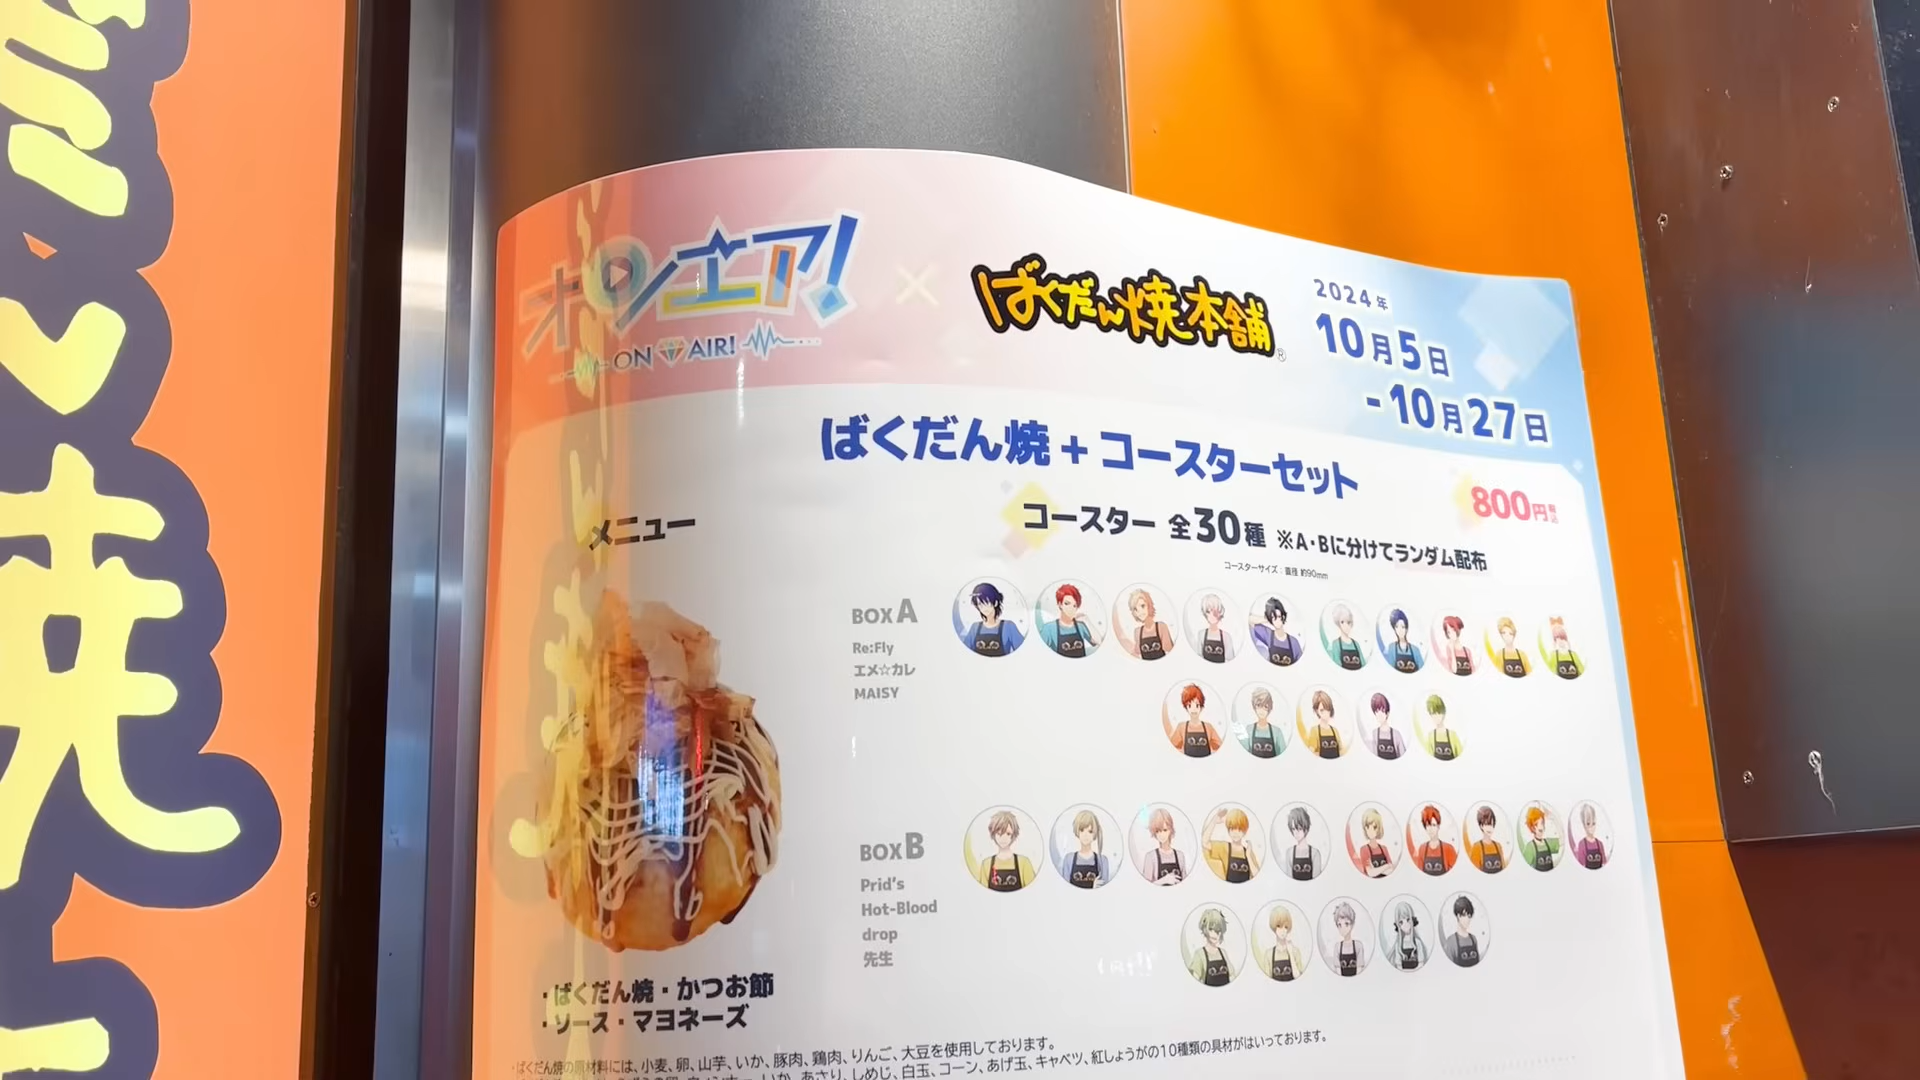 焼
オンエア!
ON AIR!
×
ばくだん焼本舗
®
2024年
10月5日
-10月27日
ばくだん焼+コースターセット
800円
メニュー
コースター 全30種 ※A・Bに分けてランダム配布
コースターサイズ:直径 約90mm
BOX A
Re:Fly
エメ☆カレ
MAISY
BOX B
Prid's
Hot-Blood
drop
先生
・ばくだん焼・かつお節
・ソース・マヨネーズ
・ばくだん焼の原材料には、小麦、卵、山芋、いか、豚肉、鶏肉、りんご、大豆を使用しております。
いか、あさり、しめじ、白玉、コーン、あげ玉、キャベツ、紅しょうがの10種類の具材がはいっております。